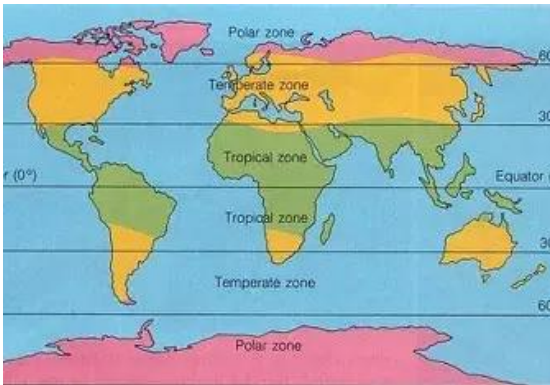 Polar zone
60
Temperate zone
30
Tropical zone
r (0°)
Equator
Tropical zone
30
Temperate zone
60
Polar zone